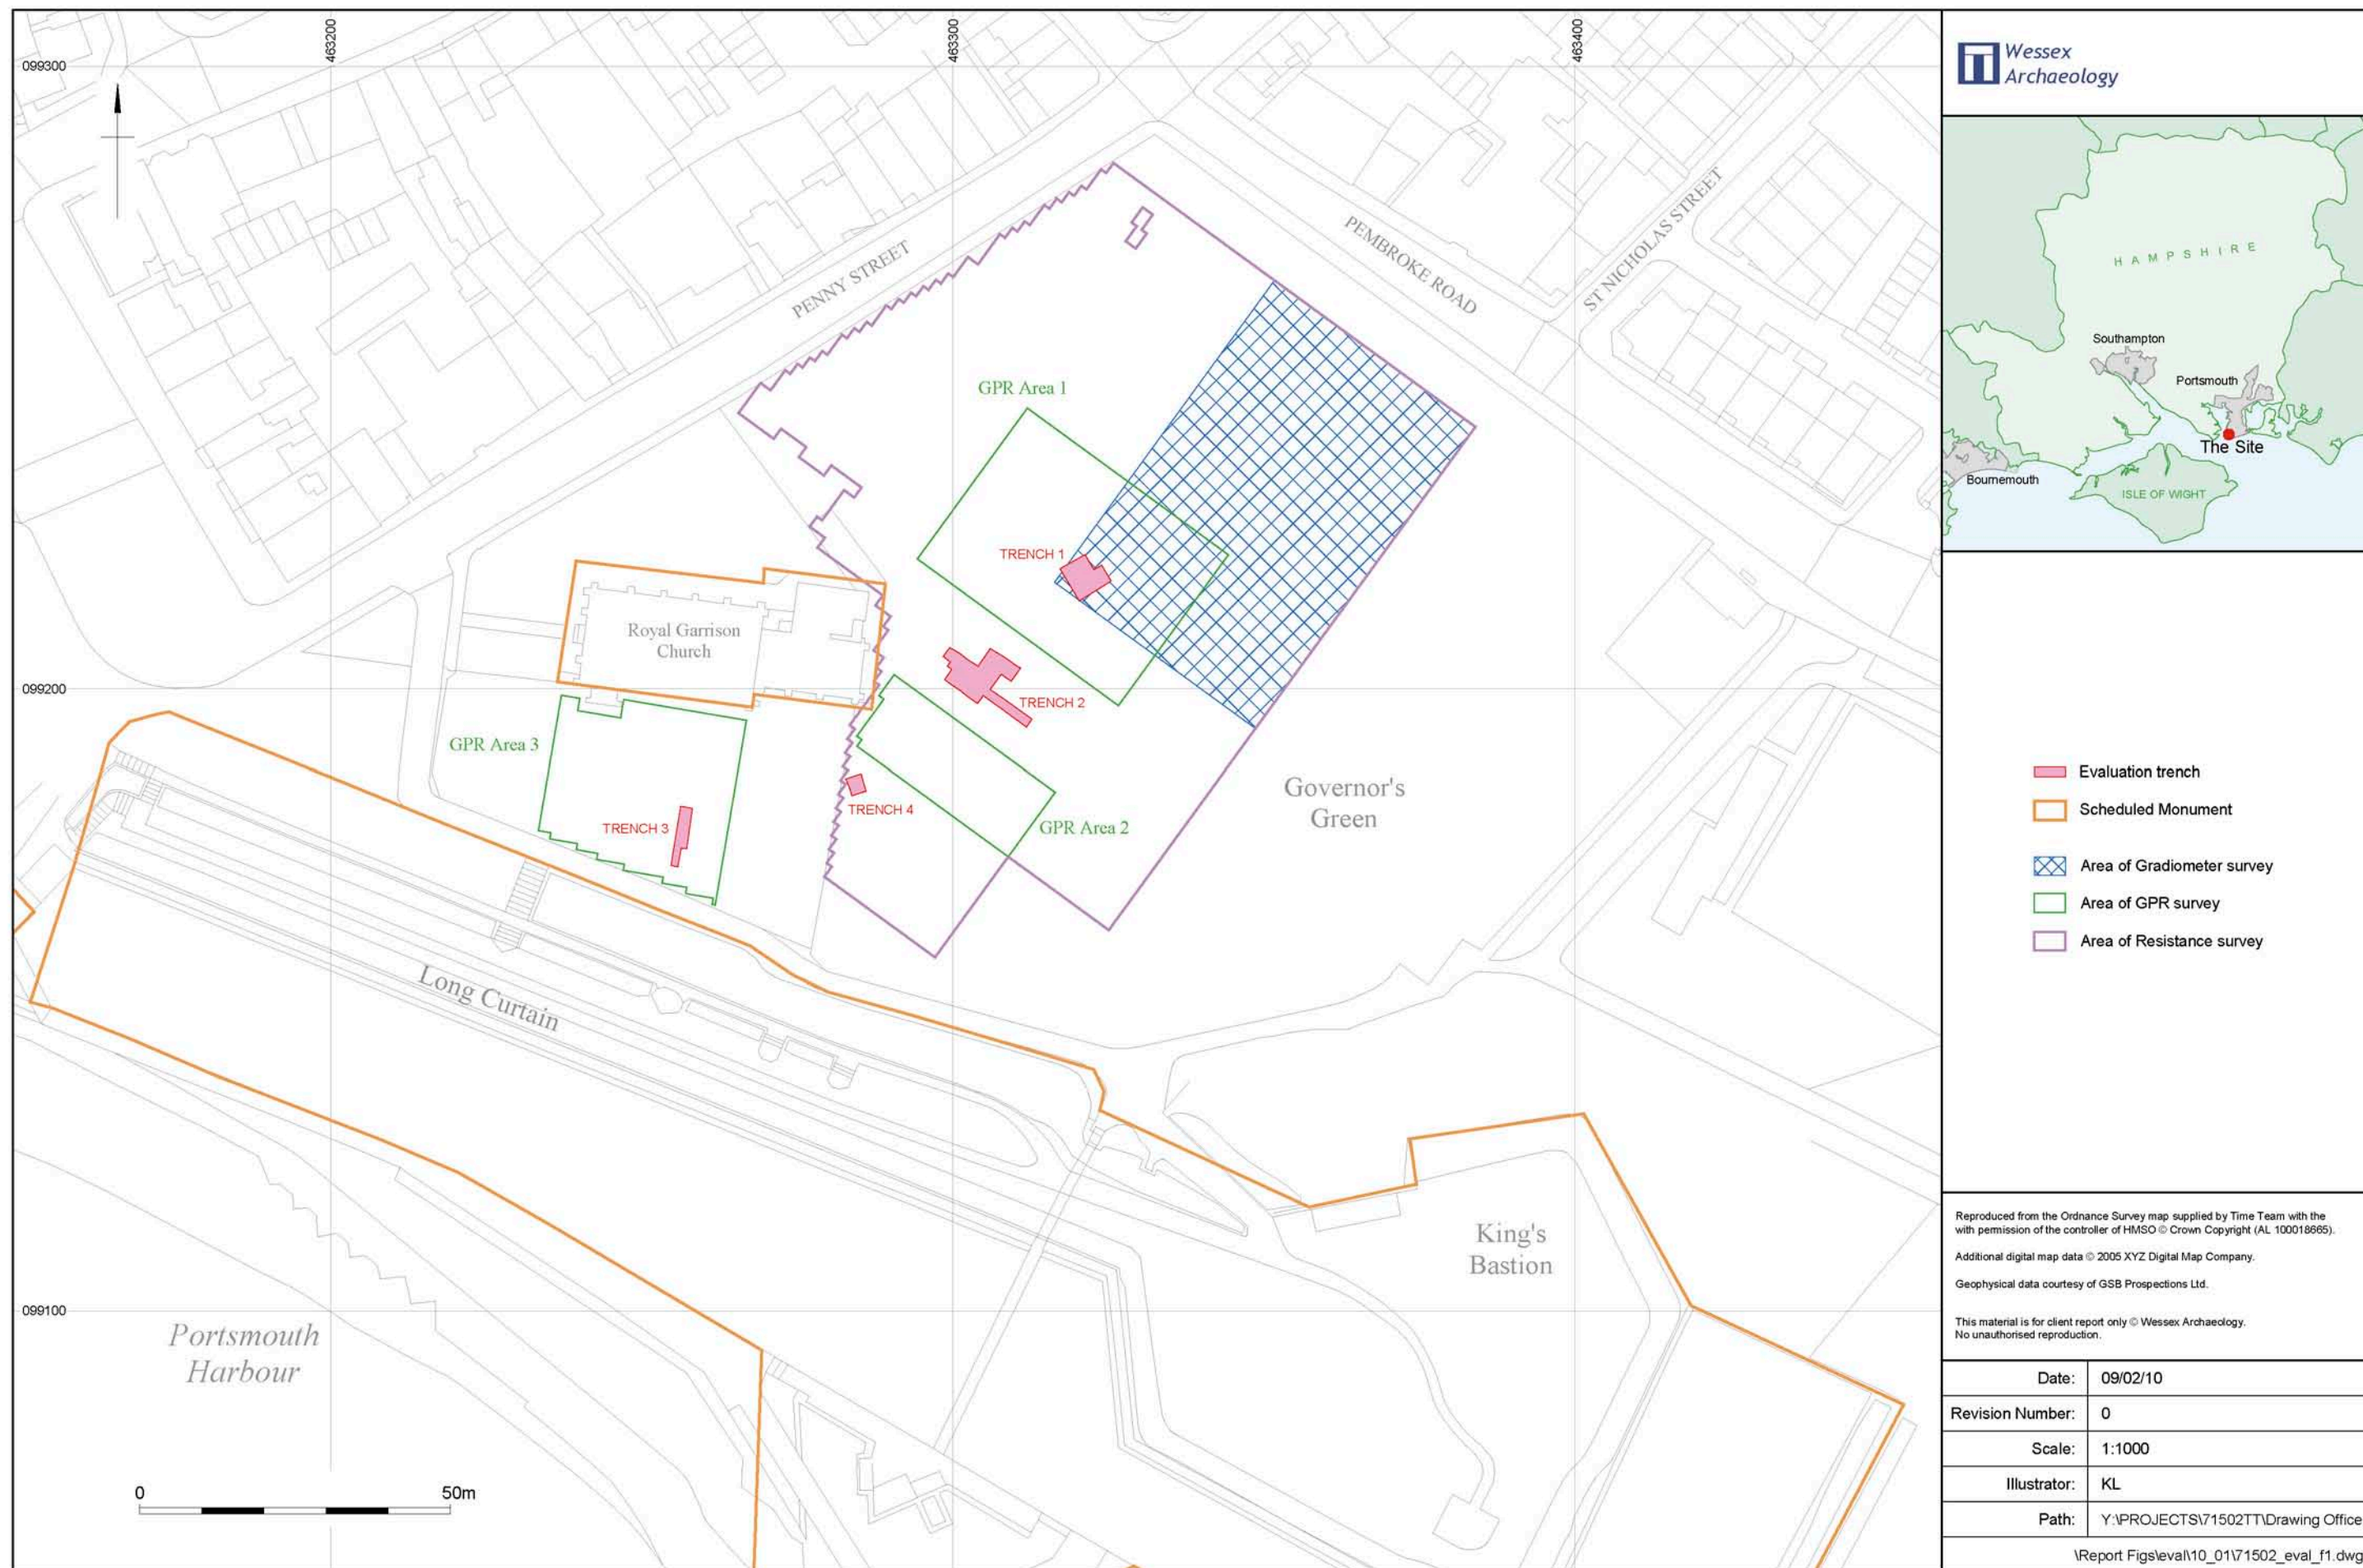 463200
463300
463400
099300
PENNY STREET
PEMBROKE ROAD
ST NICHOLAS STREET
GPR Area 1
TRENCH 1
Royal Garrison
Church
099200
TRENCH 2
GPR Area 3
Governor's
Green
TRENCH 4
TRENCH 3
GPR Area 2
Long Curtain
King's
Bastion
099100
Portsmouth
Harbour
0 50m
Wessex
Archaeology
HAMPSHIRE
Southampton
Portsmouth
The Site
Bournemouth
ISLE OF WIGHT
Evaluation trench
Scheduled Monument
Area of Gradiometer survey
Area of GPR survey
Area of Resistance survey
Reproduced from the Ordnance Survey map supplied by Time Team with the
with permission of the controller of HMSO © Crown Copyright (AL 100018665).
Additional digital map data © 2005 XYZ Digital Map Company.
Geophysical data courtesy of GSB Prospections Ltd.
This material is for client report only © Wessex Archaeology.
No unauthorised reproduction.
Date: 09/02/10
Revision Number: 0
Scale: 1:1000
Illustrator: KL
Path: Y:\PROJECTS\71502TT\Drawing Office
\Report Figs\eval\10_01\71502_eval_f1.dwg